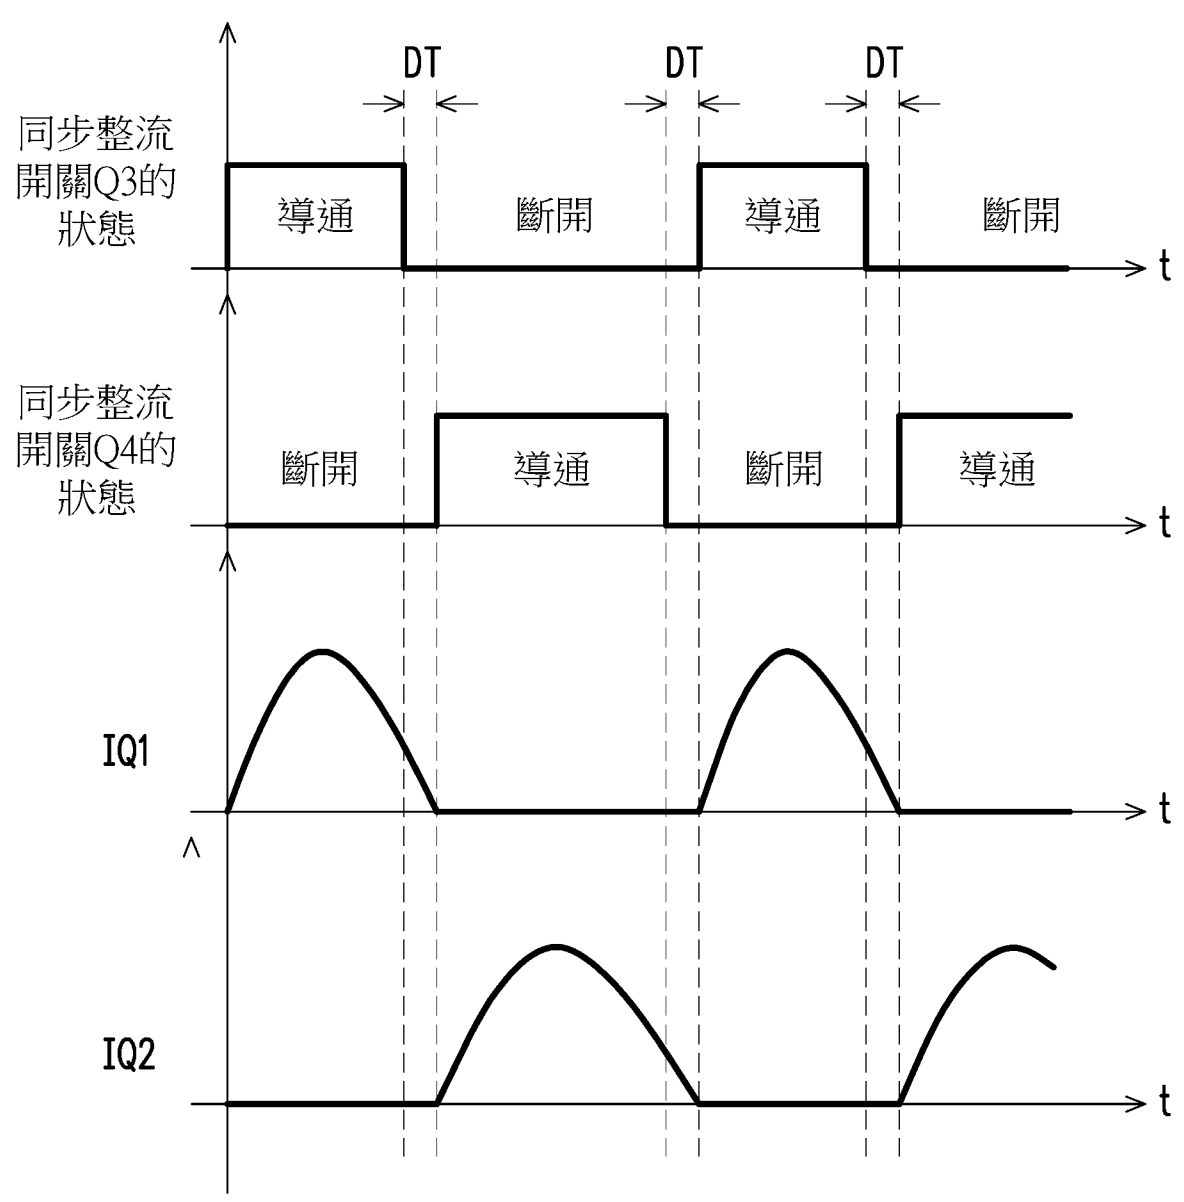 DT DT DT
同步整流
開關Q3的
狀態
導通 斷開 導通 斷開
t
同步整流
開關Q4的
狀態
斷開 導通 斷開 導通
t
IQ1
t
IQ2
t